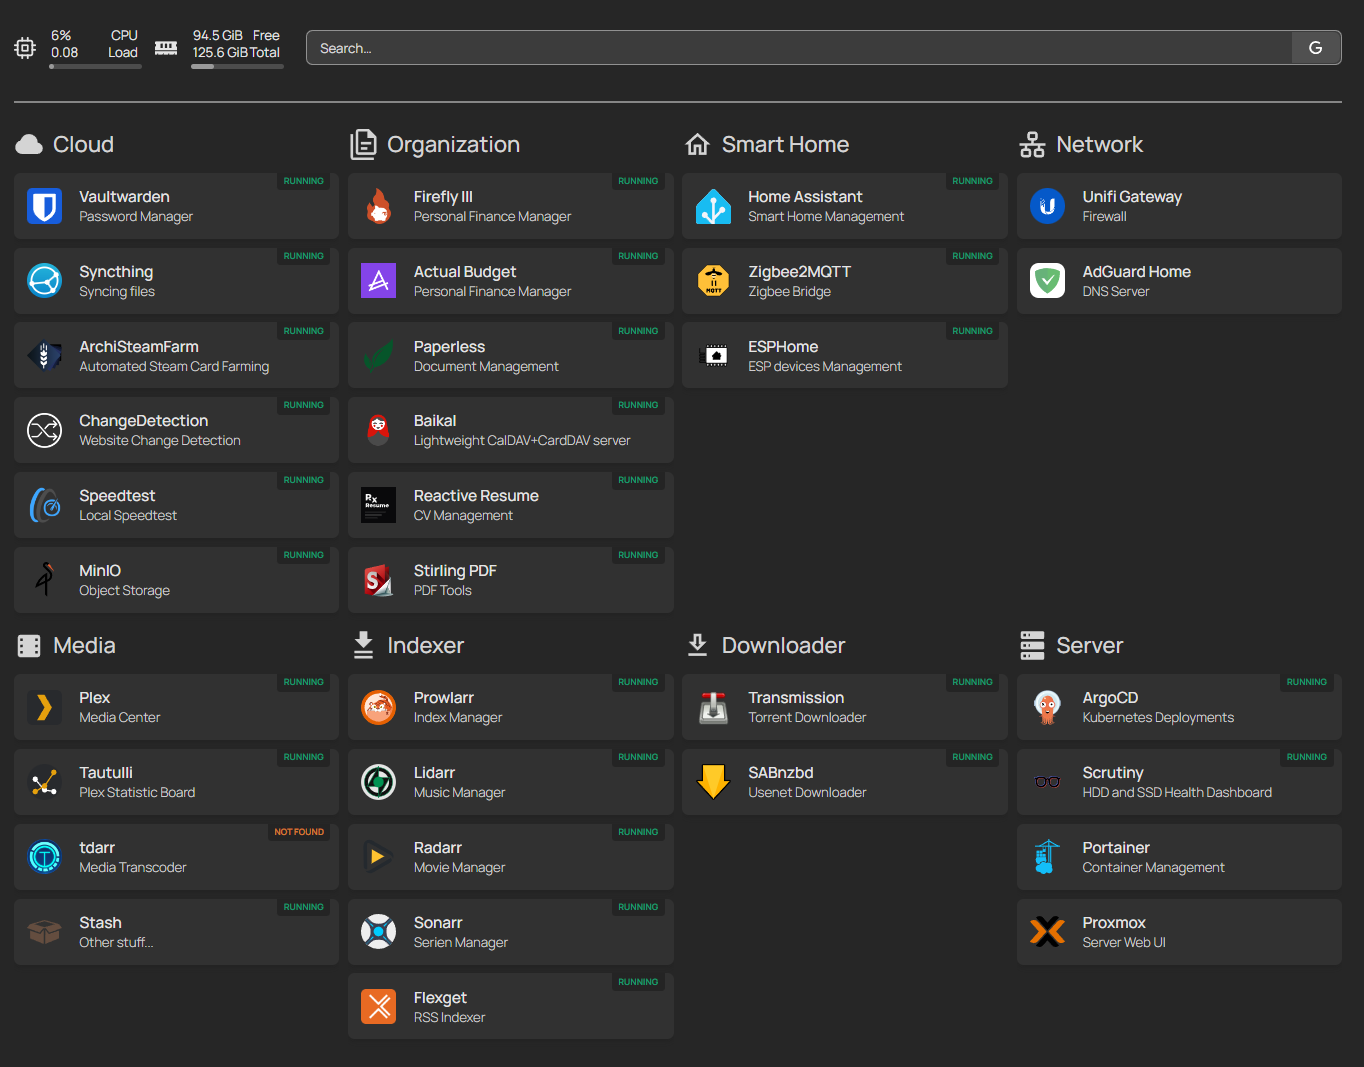 6% CPU
0.08 Load
94.5 GiB Free
125.6 GiB Total
Search...
G
Cloud
RUNNING
Vaultwarden
Password Manager
RUNNING
Syncthing
Syncing files
RUNNING
ArchiSteamFarm
Automated Steam Card Farming
RUNNING
ChangeDetection
Website Change Detection
RUNNING
Speedtest
Local Speedtest
RUNNING
MinIO
Object Storage
Organization
RUNNING
Firefly III
Personal Finance Manager
RUNNING
Actual Budget
Personal Finance Manager
RUNNING
Paperless
Document Management
RUNNING
Baikal
Lightweight CalDAV+CardDAV server
RUNNING
Rx
Resume
Reactive Resume
CV Management
RUNNING
S
Stirling PDF
PDF Tools
Smart Home
RUNNING
Home Assistant
Smart Home Management
RUNNING
MQTT
Zigbee2MQTT
Zigbee Bridge
RUNNING
ESPHome
ESP devices Management
Network
U
Unifi Gateway
Firewall
AdGuard Home
DNS Server
Media
RUNNING
Plex
Media Center
RUNNING
Tautulli
Plex Statistic Board
NOT FOUND
T
tdarr
Media Transcoder
RUNNING
Stash
Other stuff...
Indexer
RUNNING
Prowlarr
Index Manager
RUNNING
Lidarr
Music Manager
RUNNING
Radarr
Movie Manager
RUNNING
Sonarr
Serien Manager
RUNNING
Flexget
RSS Indexer
Downloader
RUNNING
Transmission
Torrent Downloader
RUNNING
SABnzbd
Usenet Downloader
Server
RUNNING
ArgoCD
Kubernetes Deployments
RUNNING
Scrutiny
HDD and SSD Health Dashboard
Portainer
Container Management
Proxmox
Server Web UI